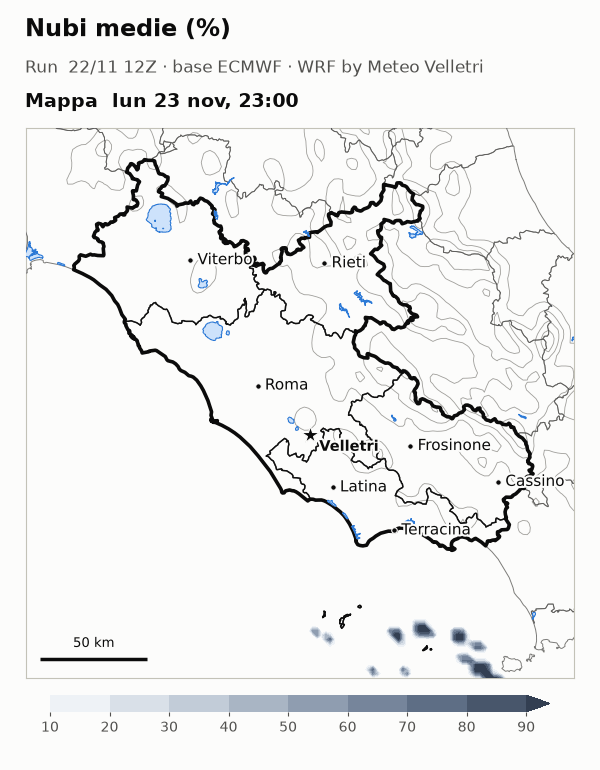 Nubi medie (%)
Run 22/11 12Z · base ECMWF · WRF by Meteo Velletri
Mappa lun 23 nov, 23:00
Viterbo
Rieti
Roma
Velletri
Frosinone
Latina
Cassino
Terracina
50 km
10 20 30 40 50 60 70 80 90